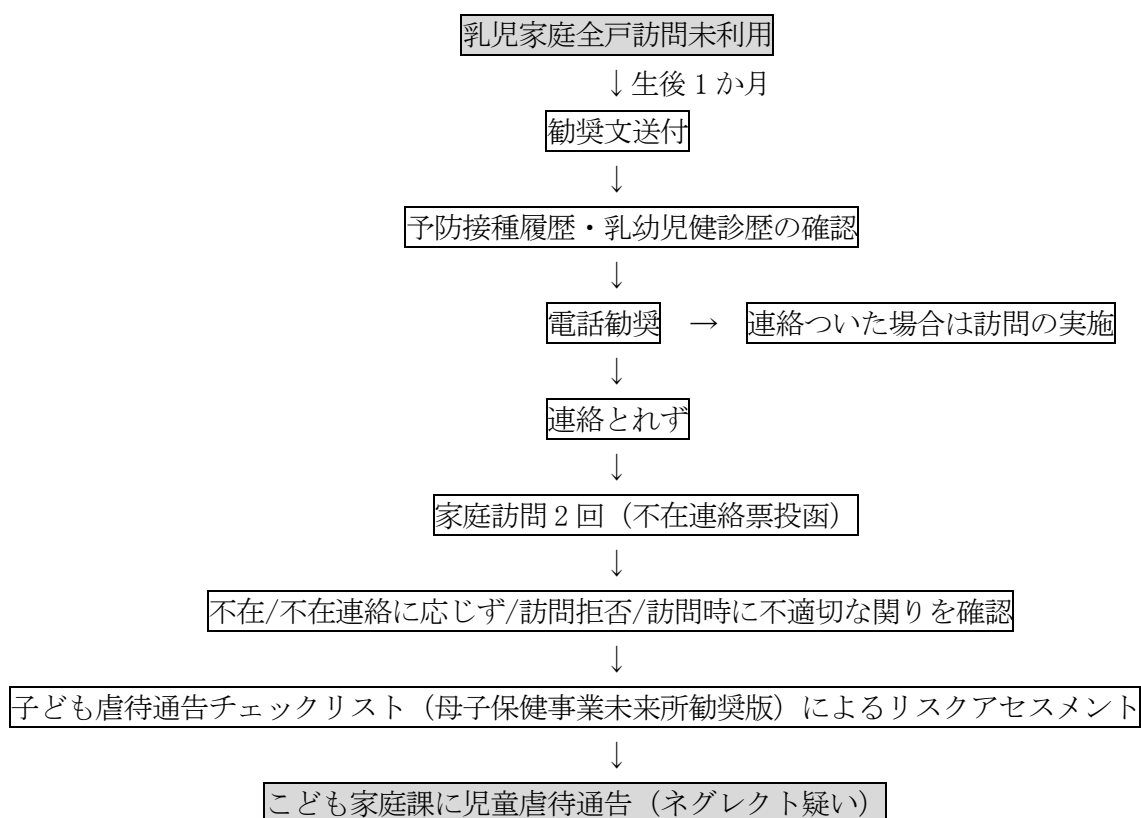 乳児家庭全戸訪問未利用
↓生後1か月
勧奨文送付
↓
予防接種履歴・乳幼児健診歴の確認
↓
電話勧奨 → 連絡ついた場合は訪問の実施
↓
連絡とれず
↓
家庭訪問2回（不在連絡票投函）
↓
不在/不在連絡に応じず/訪問拒否/訪問時に不適切な関りを確認
↓
子ども虐待通告チェックリスト（母子保健事業未来所勧奨版）によるリスクアセスメント
↓
こども家庭課に児童虐待通告（ネグレクト疑い）